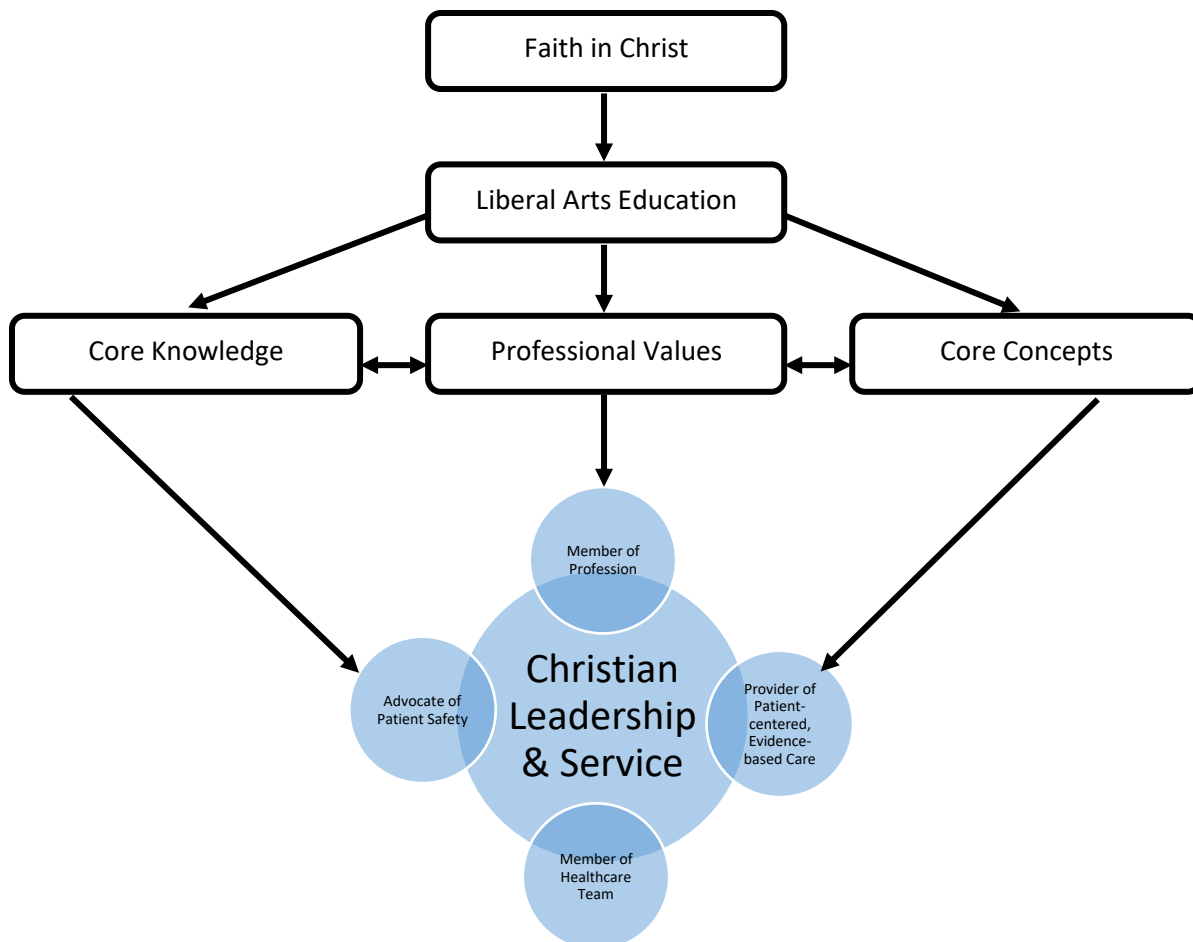 Faith in Christ
Liberal Arts Education
Core Knowledge
Professional Values
Core Concepts
Member of
Profession
Christian
Leadership
& Service
Advocate of
Patient Safety
Provider of
Patient-
centered,
Evidence-
based Care
Member of
Healthcare
Team